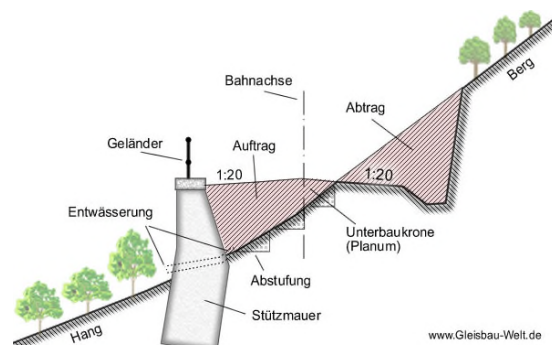 Berg
Bahnachse
Abtrag
Geländer
Auftrag
1:20
1:20
Entwässerung
Unterbaukrone
(Planum)
Abstufung
Stützmauer
Hang
www.Gleisbau-Welt.de